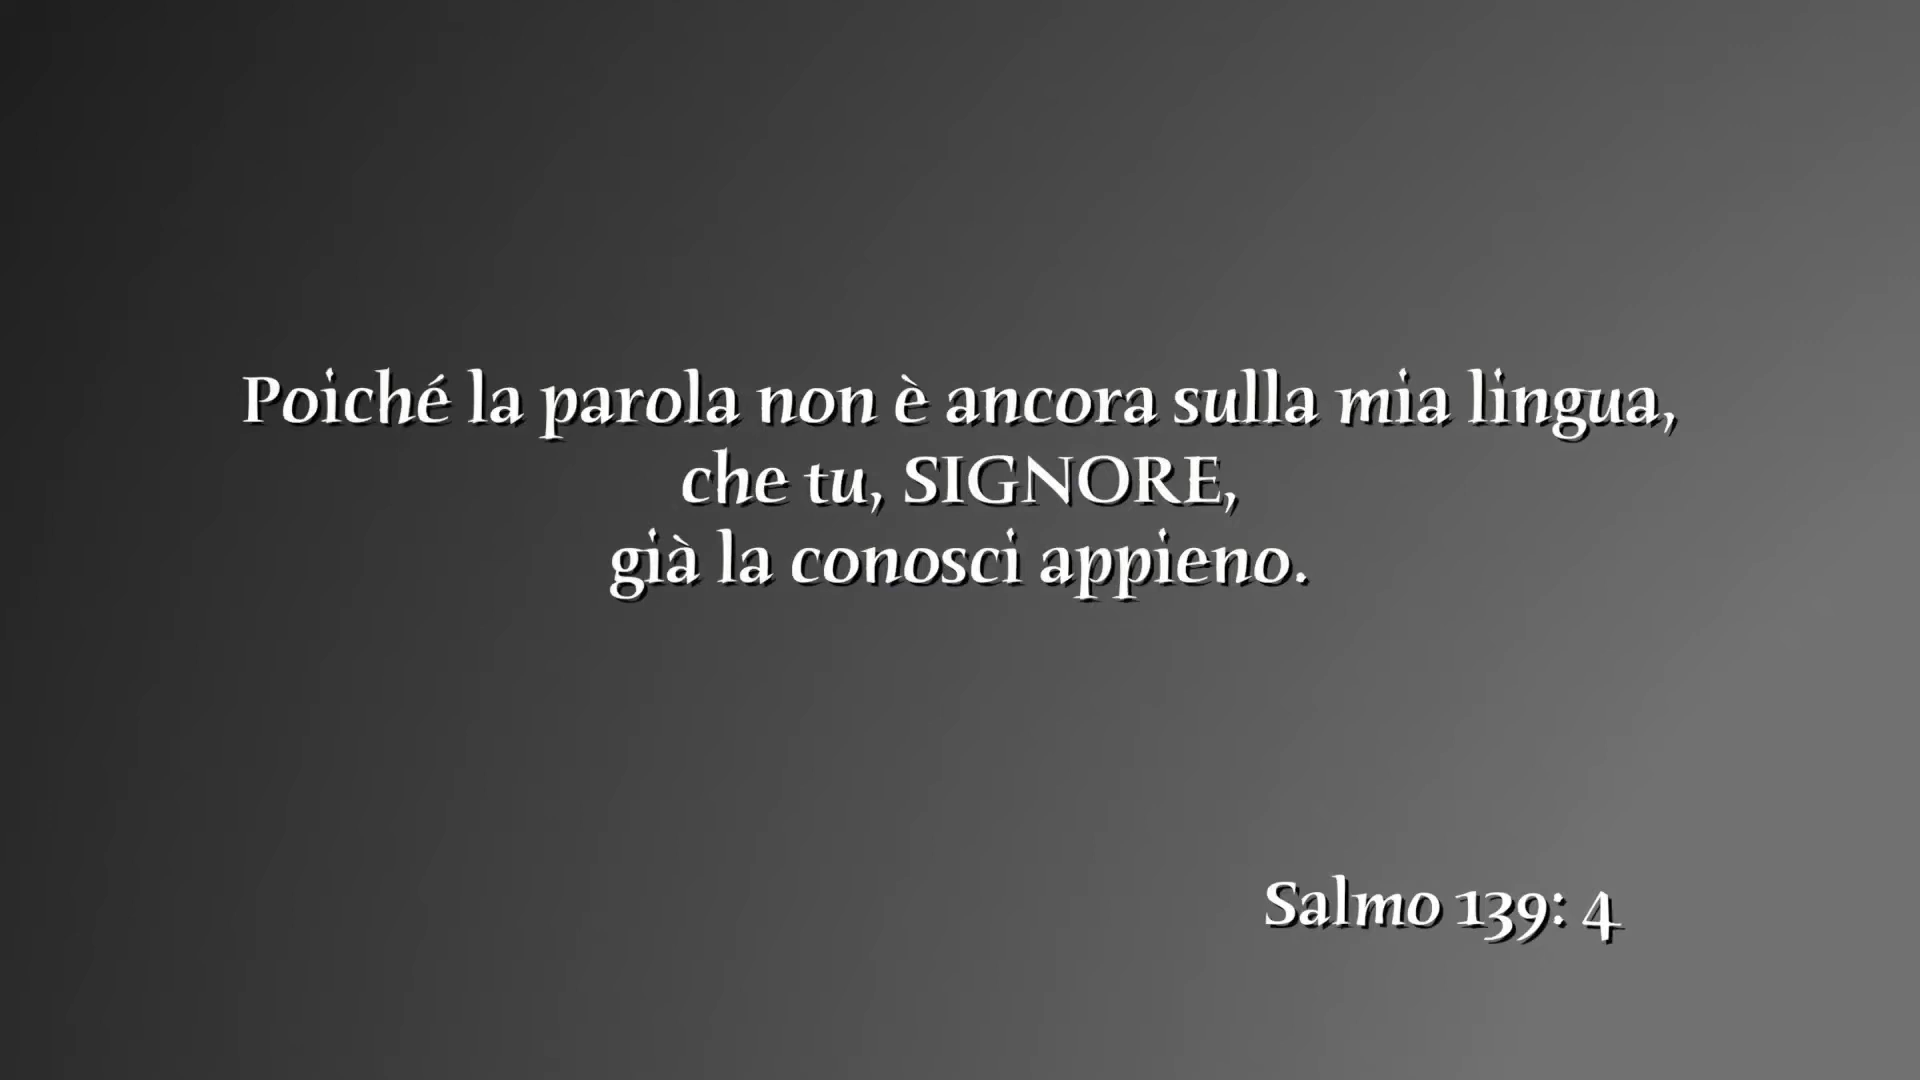 Poiché la parola non è ancora sulla mia lingua,
che tu, SIGNORE,
già la conosci appieno.
Salmo 139: 4